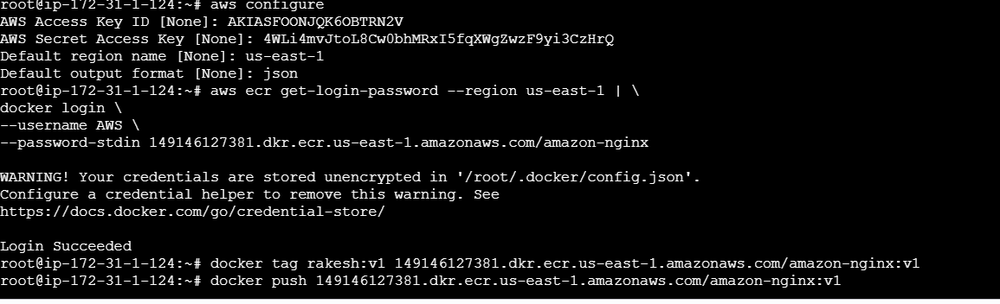 root@ip-172-31-1-124:~# aws configure
AWS Access Key ID [None]: AKIASFOONJQK6OBTRN2V
AWS Secret Access Key [None]: 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
Default region name [None]: us-east-1
Default output format [None]: json
root@ip-172-31-1-124:~# aws ecr get-login-password --region us-east-1 | \
docker login \
--username AWS \
--password-stdin 149146127381.dkr.ecr.us-east-1.amazonaws.com/amazon-nginx
WARNING! Your credentials are stored unencrypted in '/root/.docker/config.json'.
Configure a credential helper to remove this warning. See
https://docs.docker.com/go/credential-store/
Login Succeeded
root@ip-172-31-1-124:~# docker tag rakesh:v1 149146127381.dkr.ecr.us-east-1.amazonaws.com/amazon-nginx:v1
root@ip-172-31-1-124:~# docker push 149146127381.dkr.ecr.us-east-1.amazonaws.com/amazon-nginx:v1